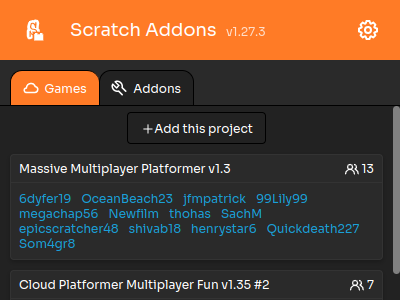 Scratch Addons v1.27.3
Games Addons
+Add this project
Massive Multiplayer Platformer v1.3 13
6dyfer19 OceanBeach23 jfmpatrick 99Lily99
megachap56 Newfilm thohas SachM
epicscratcher48 shivab18 henrystar6 Quickdeath227
Som4gr8
Cloud Platformer Multiplayer Fun v1.35 #2 7